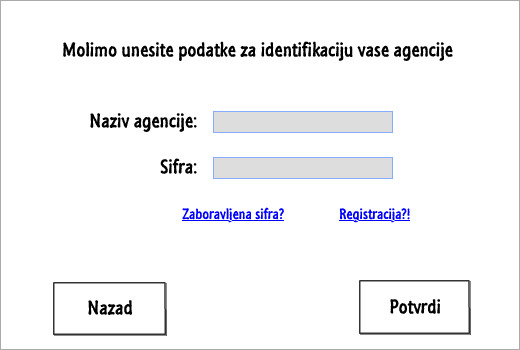 Molimo unesite podatke za identifikaciju vase agencije
Naziv agencije:
Sifra:
Zaboravljena sifra? Registracija?!
Nazad Potvrdi